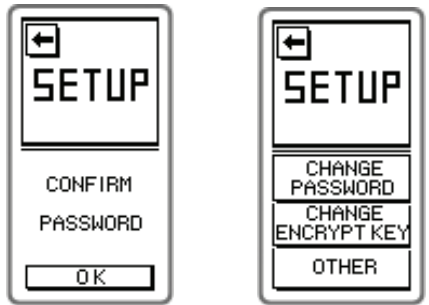 SETUP
CONFIRM
PASSWORD
OK
SETUP
CHANGE
PASSWORD
CHANGE
ENCRYPT KEY
OTHER